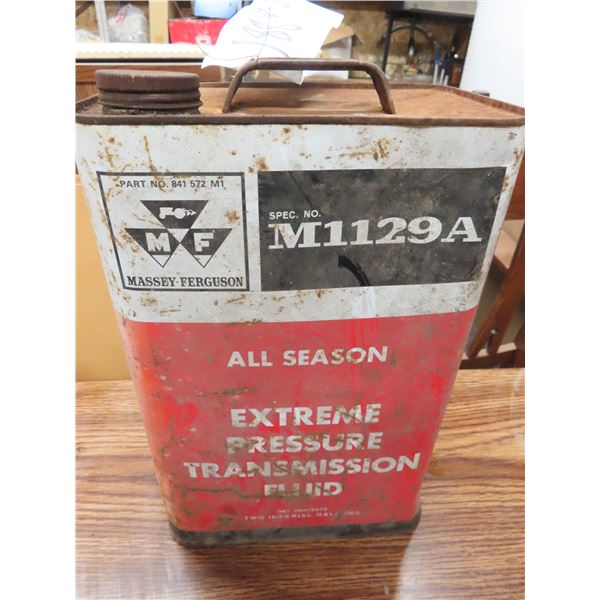 PART NO. 841 572 M1
M F
MASSEY-FERGUSON
SPEC. NO.
M1129A
ALL SEASON
EXTREME
PRESSURE
TRANSMISSION
FLUID
NET CONTENTS
TWO IMPERIAL GALLONS